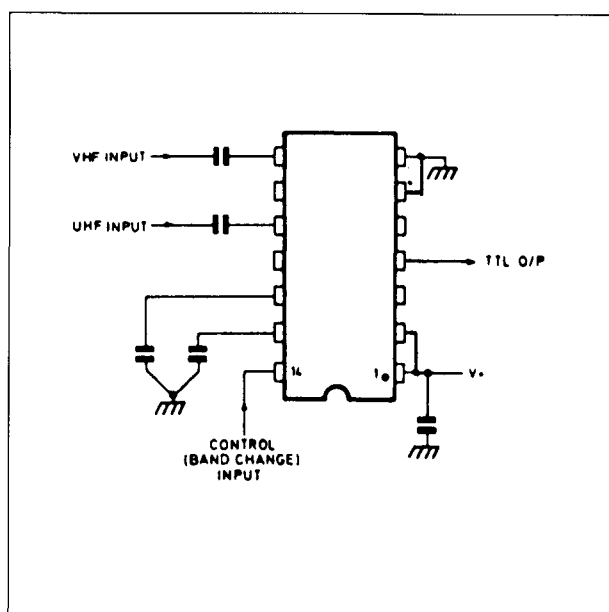 VHF INPUT
UHF INPUT
TTL O/P
14
1
V+
CONTROL
(BAND CHANGE)
INPUT